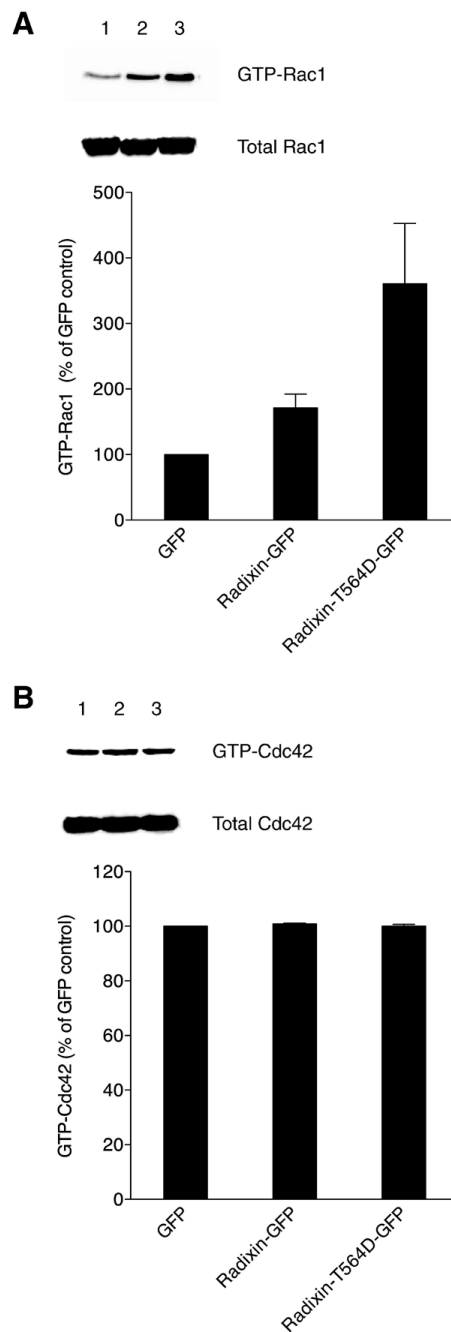 A
1 2 3
GTP-Rac1
Total Rac1
GTP-Rac1 (% of GFP control)
500
400
300
200
100
0
GFP
Radixin-GFP
Radixin-T564D-GFP
B
1 2 3
GTP-Cdc42
Total Cdc42
GTP-Cdc42 (% of GFP control)
120
100
80
60
40
20
0
GFP
Radixin-GFP
Radixin-T564D-GFP